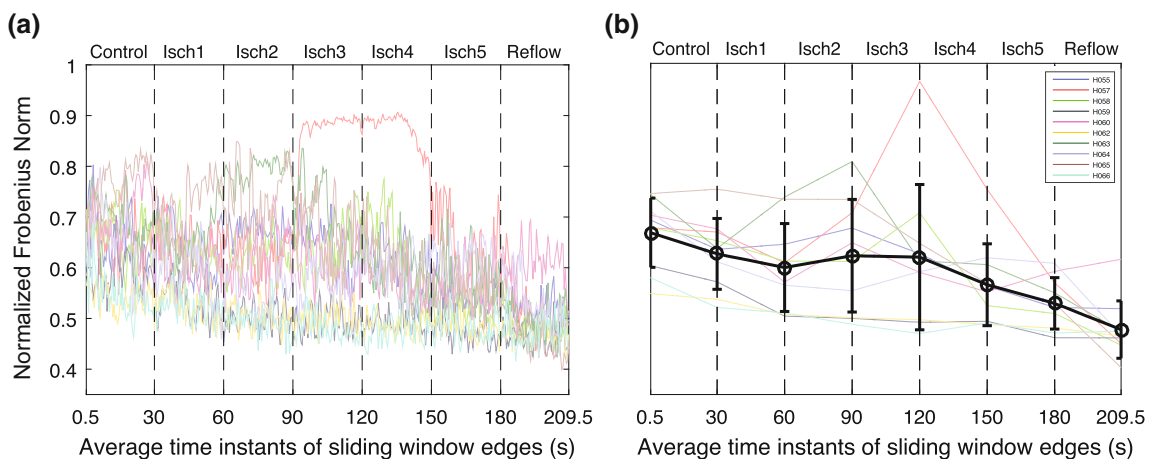 (a)
Control Isch1 Isch2 Isch3 Isch4 Isch5 Reflow
1
0.9
0.8
0.7
0.6
0.5
0.4
Normalized Frobenius Norm
0.5 30 60 90 120 150 180 209.5
Average time instants of sliding window edges (s)
(b)
Control Isch1 Isch2 Isch3 Isch4 Isch5 Reflow
H055
H057
H058
H059
H060
H062
H063
H064
H065
H066
0.5 30 60 90 120 150 180 209.5
Average time instants of sliding window edges (s)